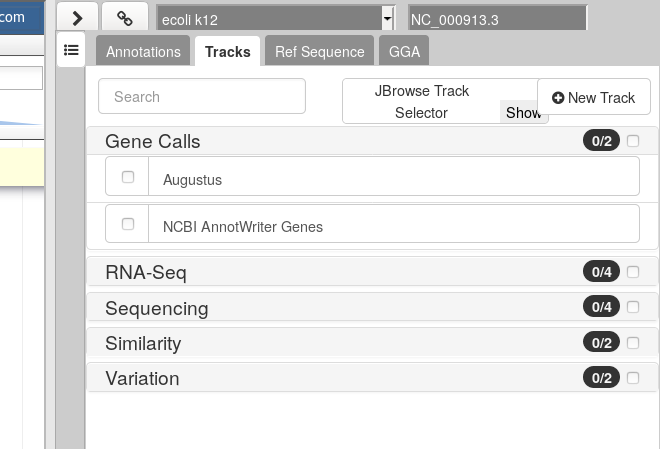 com
ecoli k12
NC_000913.3
Annotations
Tracks
Ref Sequence
GGA
Search
JBrowse Track
Selector
Show
New Track
Gene Calls
0/2
Augustus
NCBI AnnotWriter Genes
RNA-Seq
0/4
Sequencing
0/4
Similarity
0/2
Variation
0/2